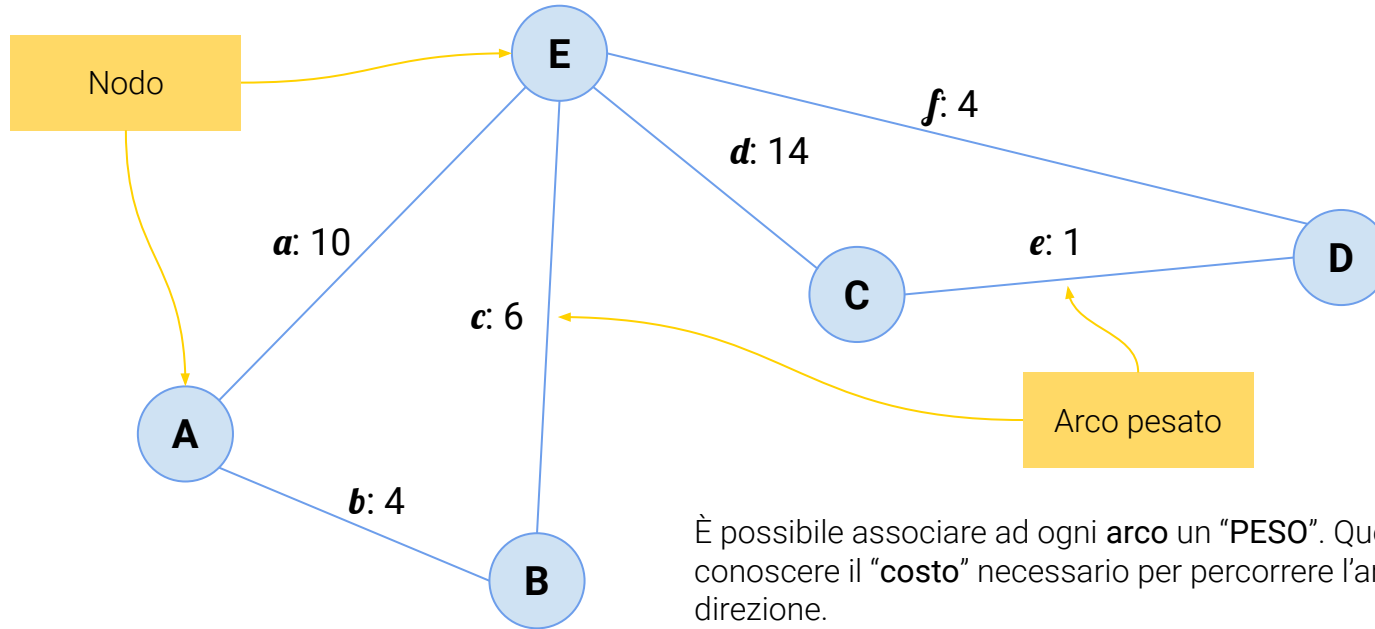 Nodo
E
f: 4
d: 14
a: 10
e: 1
D
C
c: 6
A
Arco pesato
b: 4
B
È possibile associare ad ogni arco un “PESO”.
conoscere il “costo” necessario per percorrere
direzione.